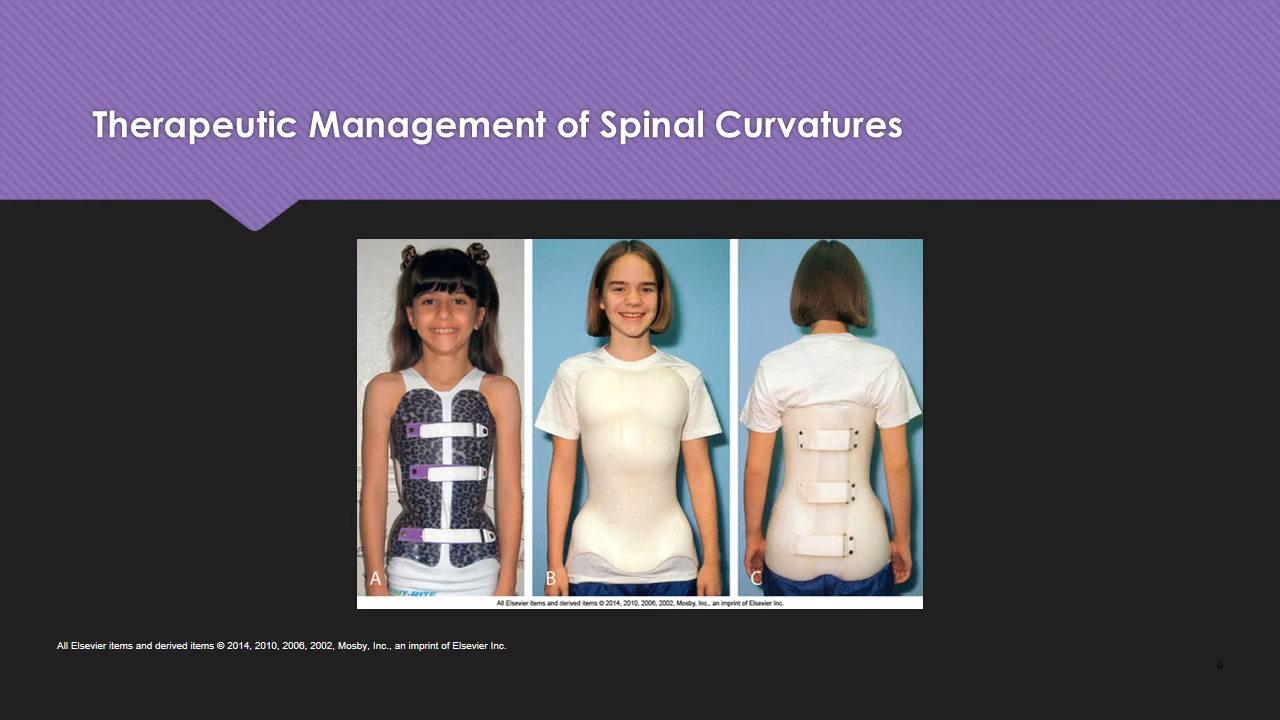 Therapeutic Management of Spinal Curvatures
A
B
C
NIT-RITE
All Elsevier items and derived items © 2014, 2010, 2006, 2002, Mosby, Inc., an imprint of Elsevier Inc.
All Elsevier items and derived items © 2014, 2010, 2006, 2002, Mosby, Inc., an imprint of Elsevier Inc.
9